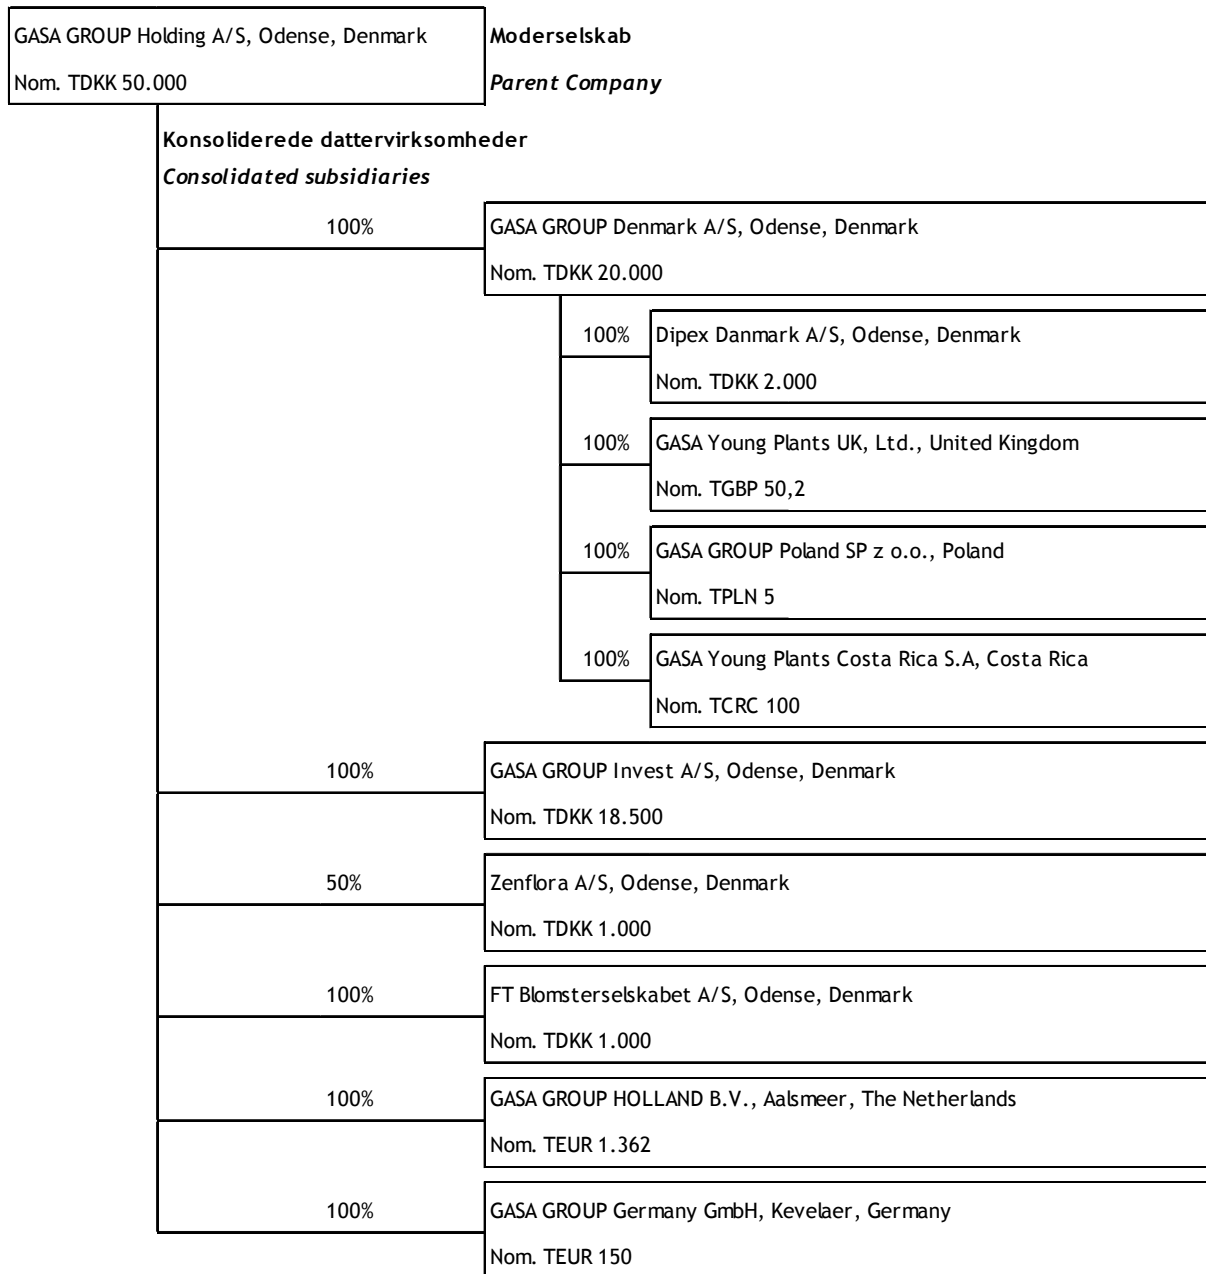 GASA GROUP Holding A/S, Odense, Denmark
Moderselskab
Nom. TDKK 50.000
Parent Company
Konsoliderede dattervirksomheder
Consolidated subsidiaries
100%
GASA GROUP Denmark A/S, Odense, Denmark
Nom. TDKK 20.000
100%
Dipex Danmark A/S, Odense, Denmark
Nom. TDKK 2.000
100%
GASA Young Plants UK, Ltd., United Kingdom
Nom. TGBP 50,2
100%
GASA GROUP Poland SP z o.o., Poland
Nom. TPLN 5
100%
GASA Young Plants Costa Rica S.A, Costa Rica
Nom. TCRC 100
100%
GASA GROUP Invest A/S, Odense, Denmark
Nom. TDKK 18.500
50%
Zenflora A/S, Odense, Denmark
Nom. TDKK 1.000
100%
FT Blomsterselskabet A/S, Odense, Denmark
Nom. TDKK 1.000
100%
GASA GROUP HOLLAND B.V., Aalsmeer, The Netherlands
Nom. TEUR 1.362
100%
GASA GROUP Germany GmbH, Kevelaer, Germany
Nom. TEUR 150